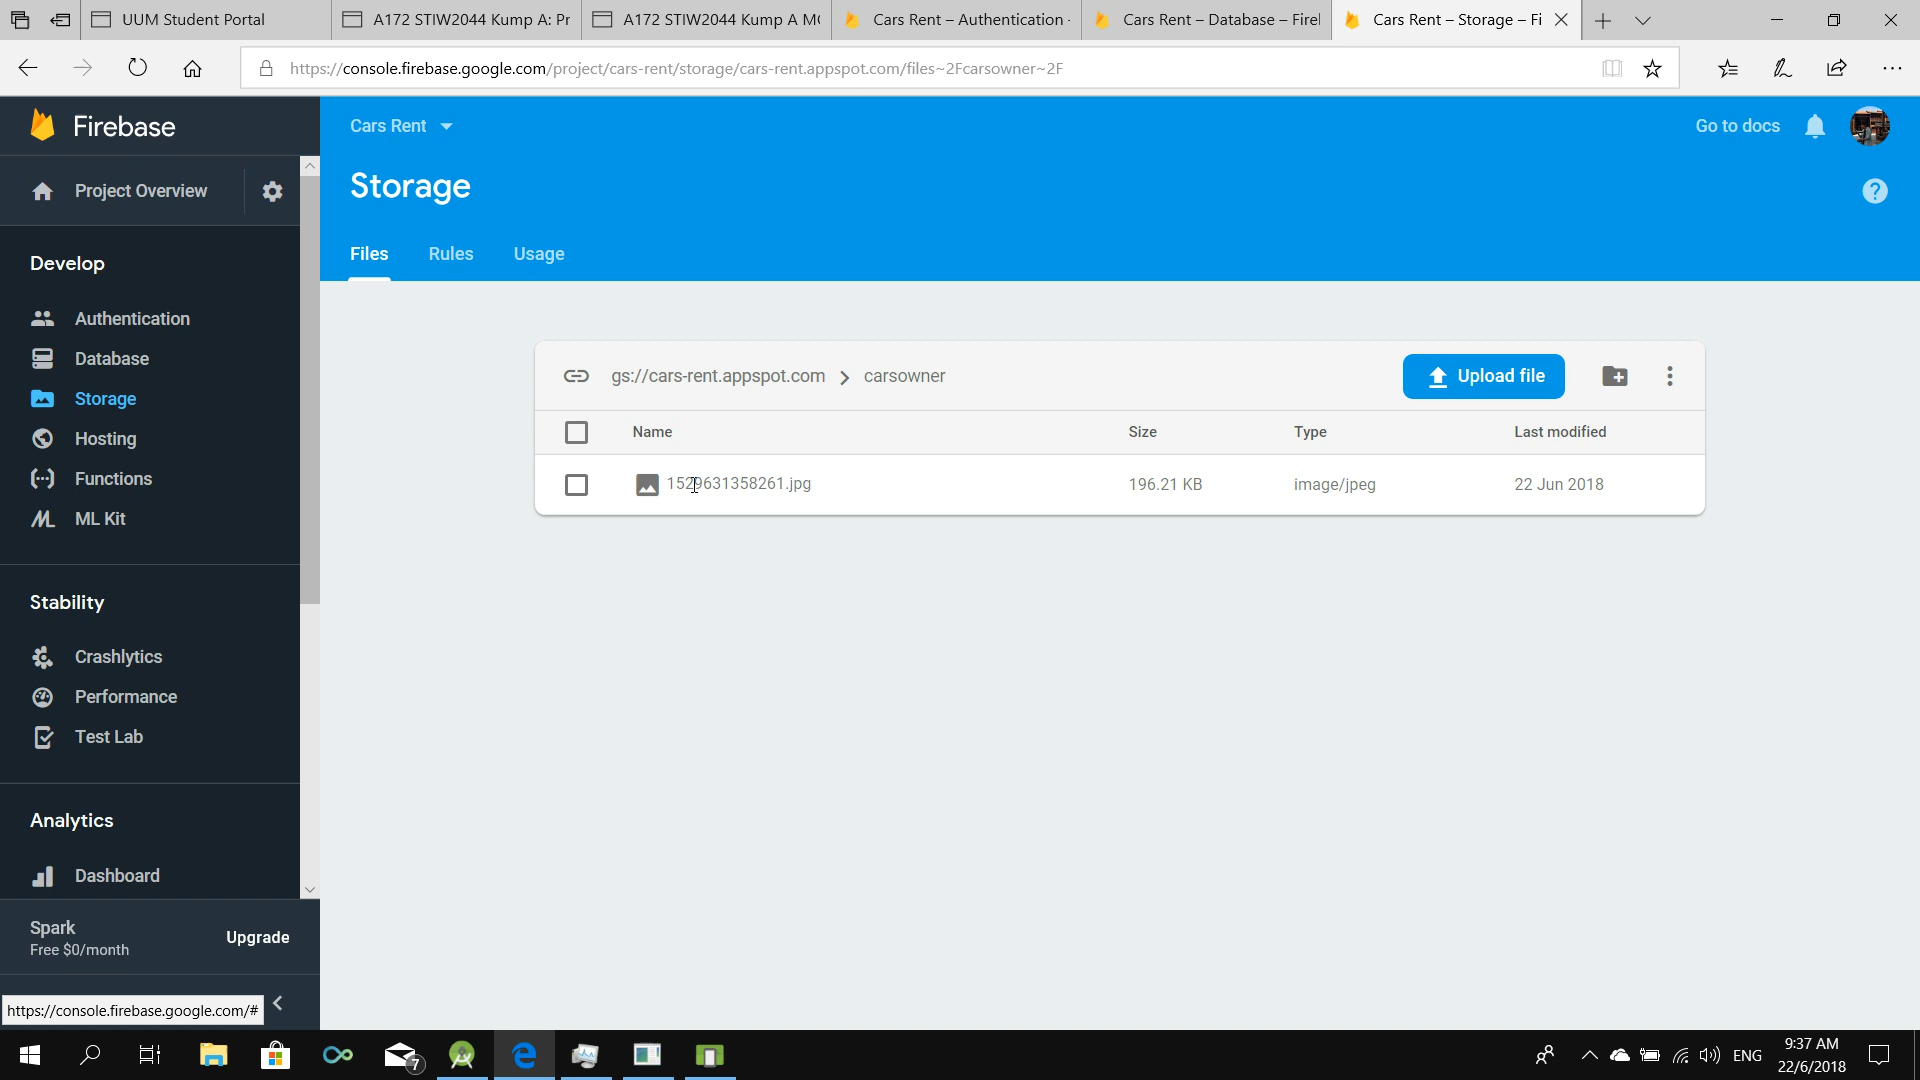 UUM Student Portal
A172 STIW2044 Kump A: Pr
A172 STIW2044 Kump A MC
Cars Rent – Authentication -
Cars Rent – Database – Firel
Cars Rent – Storage – Fi
https://console.firebase.google.com/project/cars-rent/storage/cars-rent.appspot.com/files~2Fcarsowner~2F
Firebase
Cars Rent
Go to docs
Project Overview
Storage
?
Files Rules Usage
Develop
Authentication
Database
Storage
Hosting
Functions
ML Kit
Stability
Crashlytics
Performance
Test Lab
Analytics
Dashboard
Spark
Free $0/month
Upgrade
gs://cars-rent.appspot.com > carsowner
Upload file
Name Size Type Last modified
1529631358261.jpg 196.21 KB image/jpeg 22 Jun 2018
https://console.firebase.google.com/#
7
ENG
9:37 AM
22/6/2018